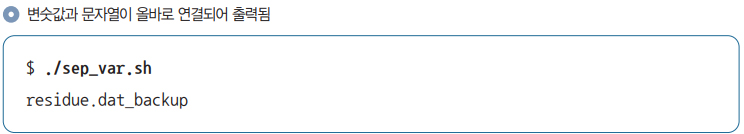 변숫값과 문자열이 올바로 연결되어 출력됨
$ ./sep_var.sh
residue.dat_backup